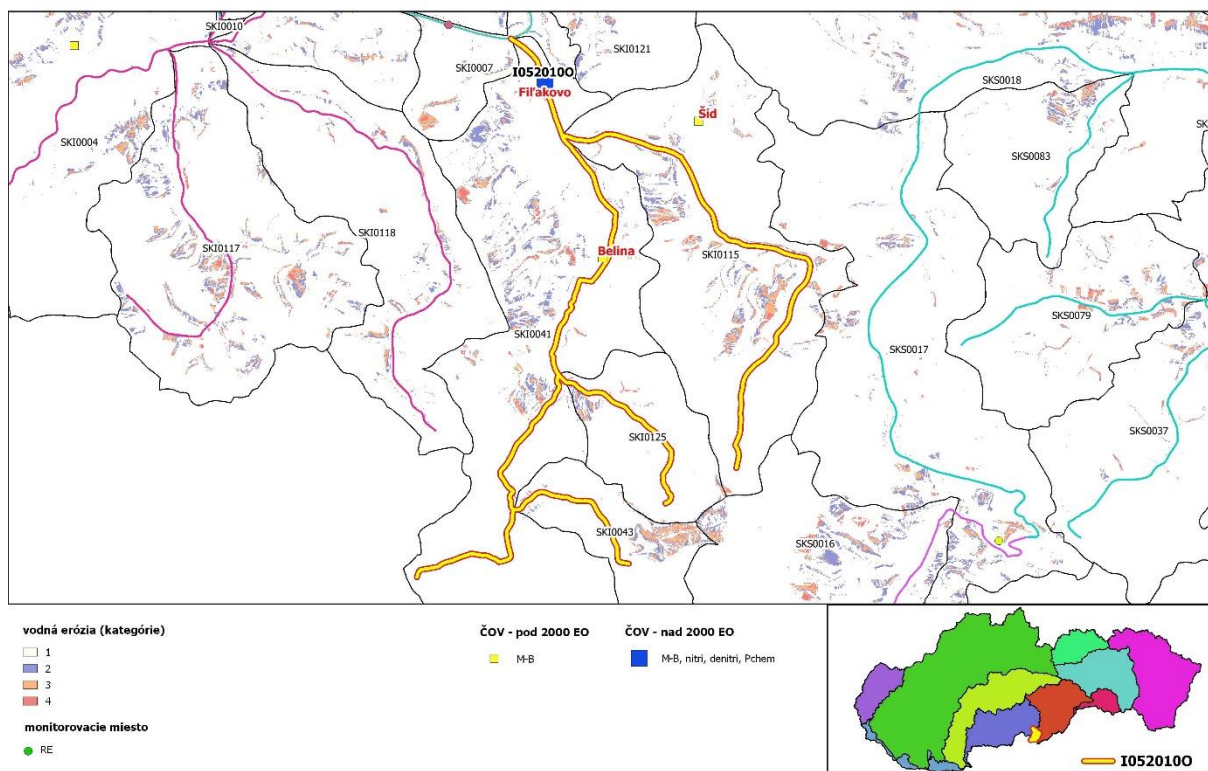 SKI0010
SKI0007
SKI0121
I052010O
Fiľakovo
Šid
SKS0018
SK
SKI0004
SKS0083
SKI0117
SKI0118
Belina
SKI0115
SKS0079
SKI0041
SKS0017
SKI0125
SKS0037
SKI0043
SKS0016
vodná erózia (kategórie)
1
2
3
4
monitorovacie miesto
RE
ČOV - pod 2000 EO
M-B
ČOV - nad 2000 EO
M-B, nitri, denitri, Pchem
I052010O